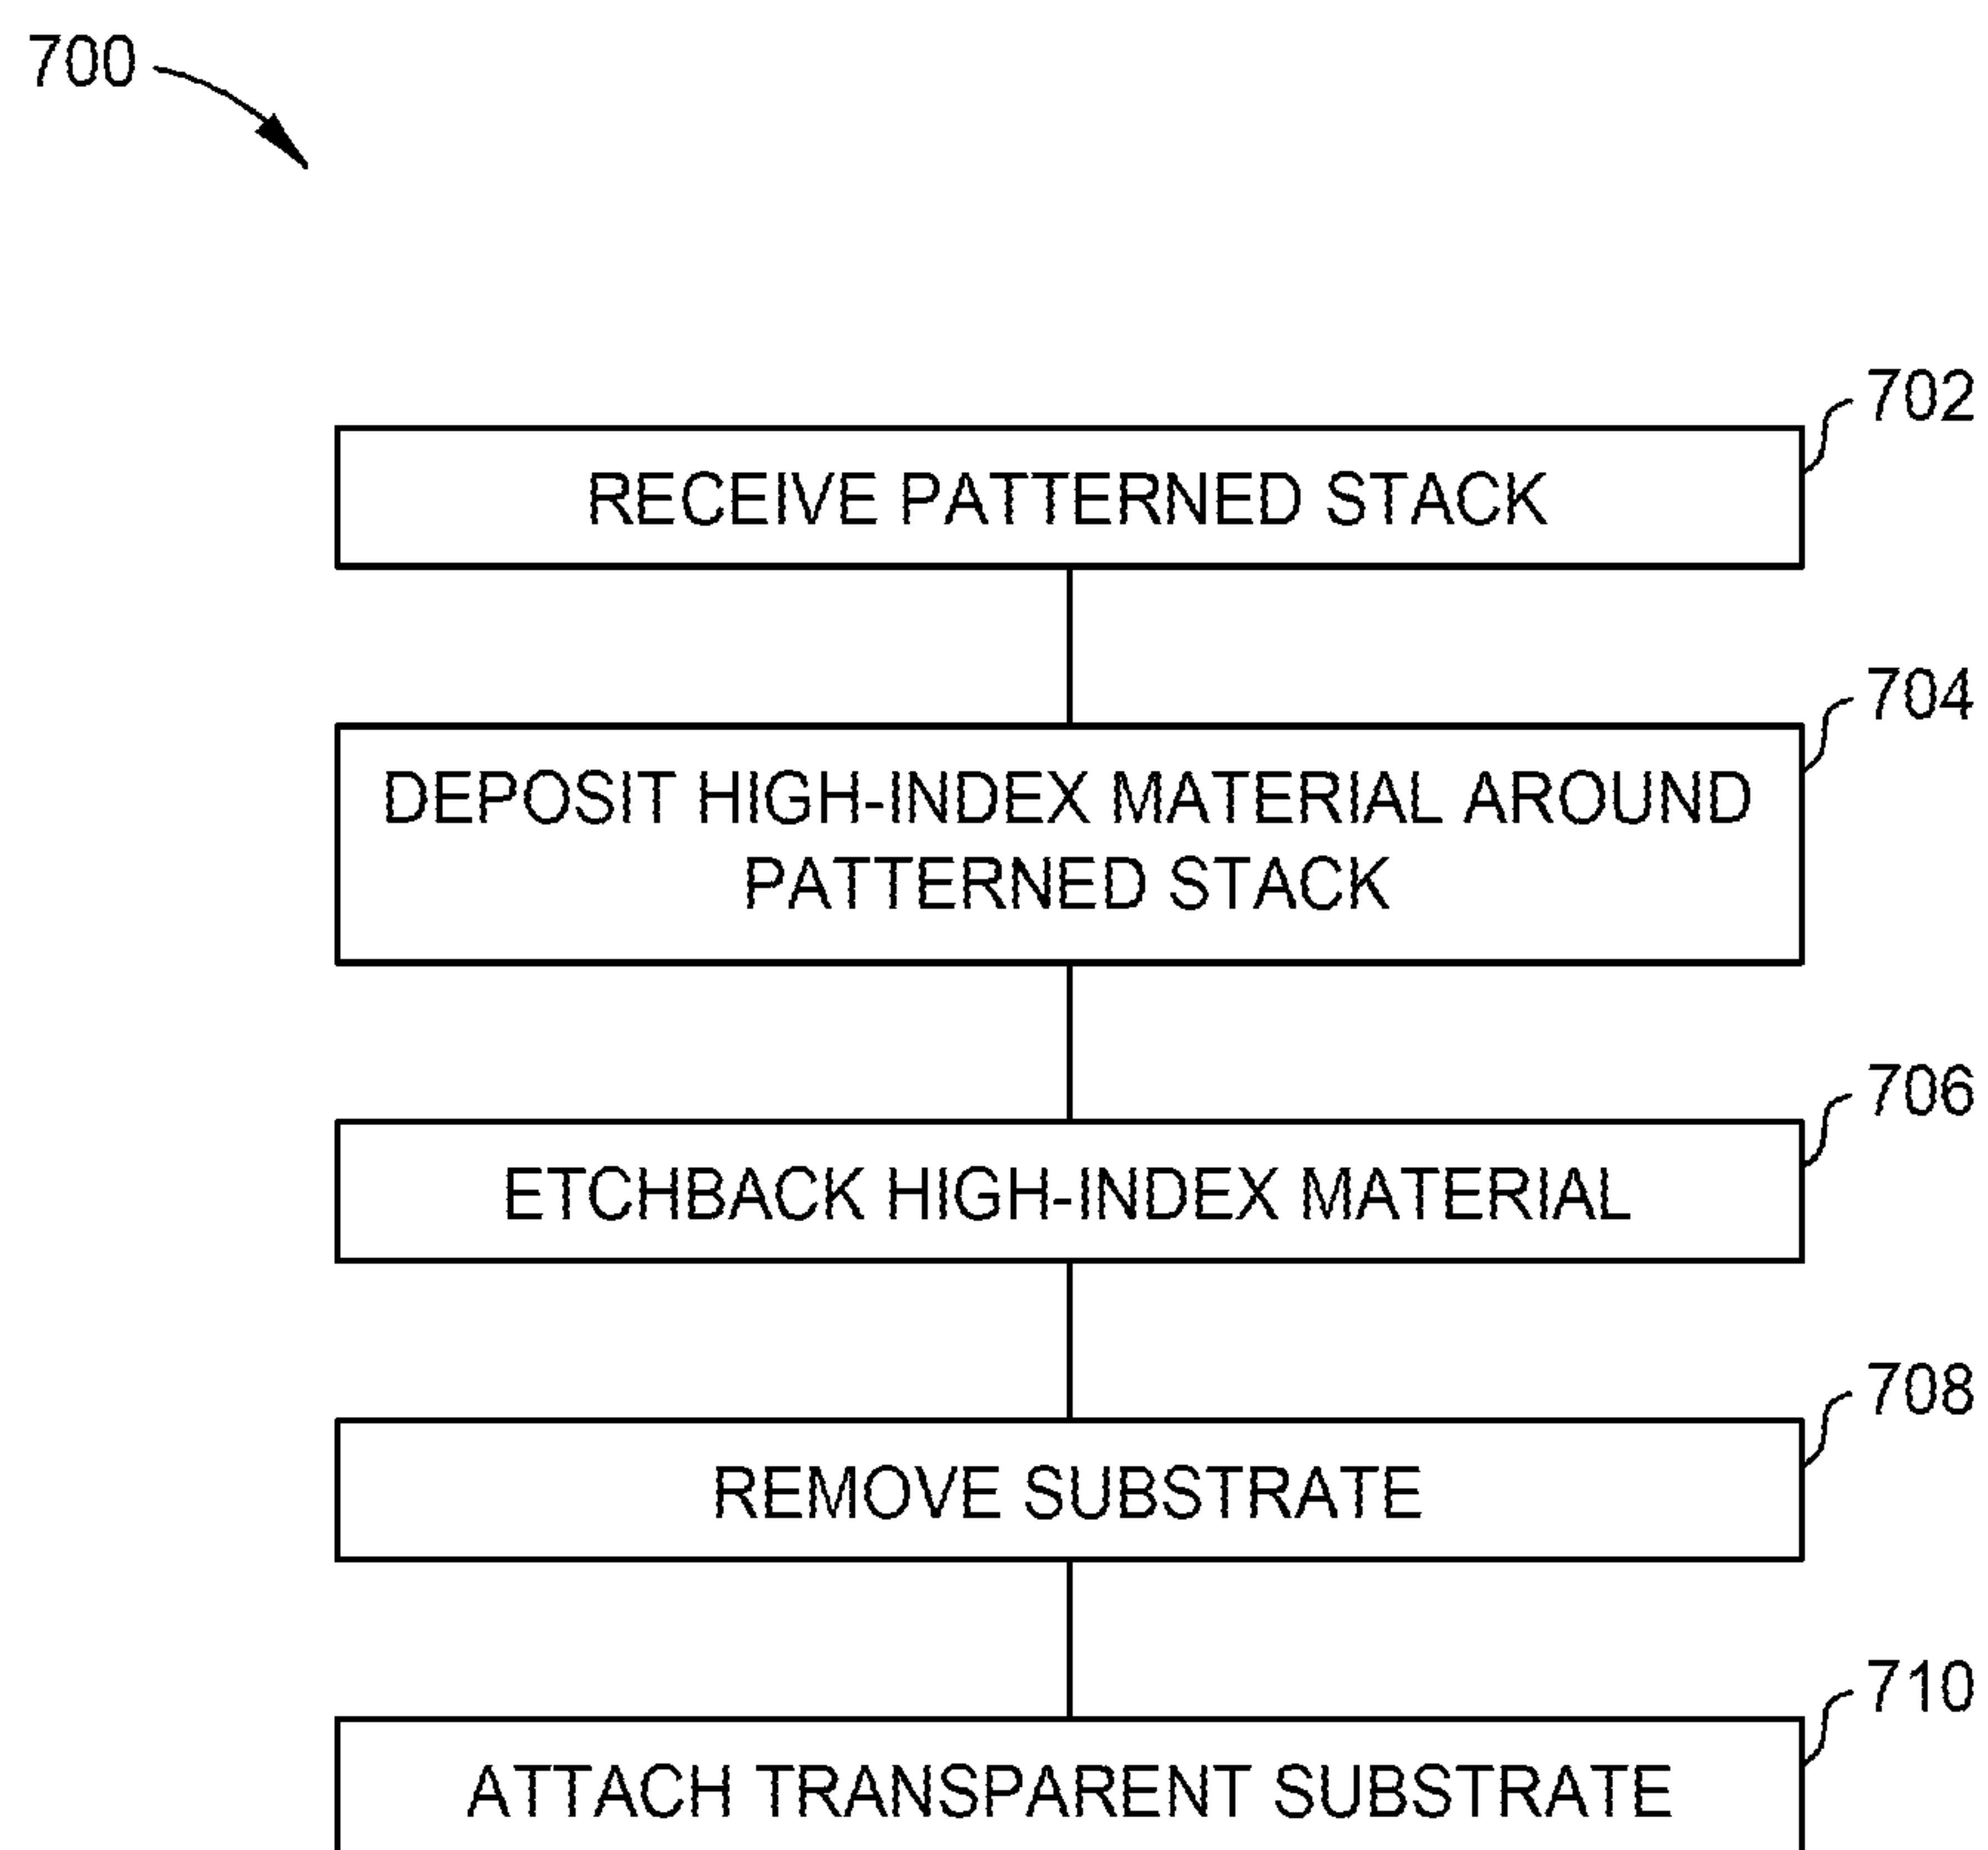 700
702
RECEIVE PATTERNED STACK
704
DEPOSIT HIGH-INDEX MATERIAL AROUND
PATTERNED STACK
706
ETCHBACK HIGH-INDEX MATERIAL
708
REMOVE SUBSTRATE
710
ATTACH TRANSPARENT SUBSTRATE